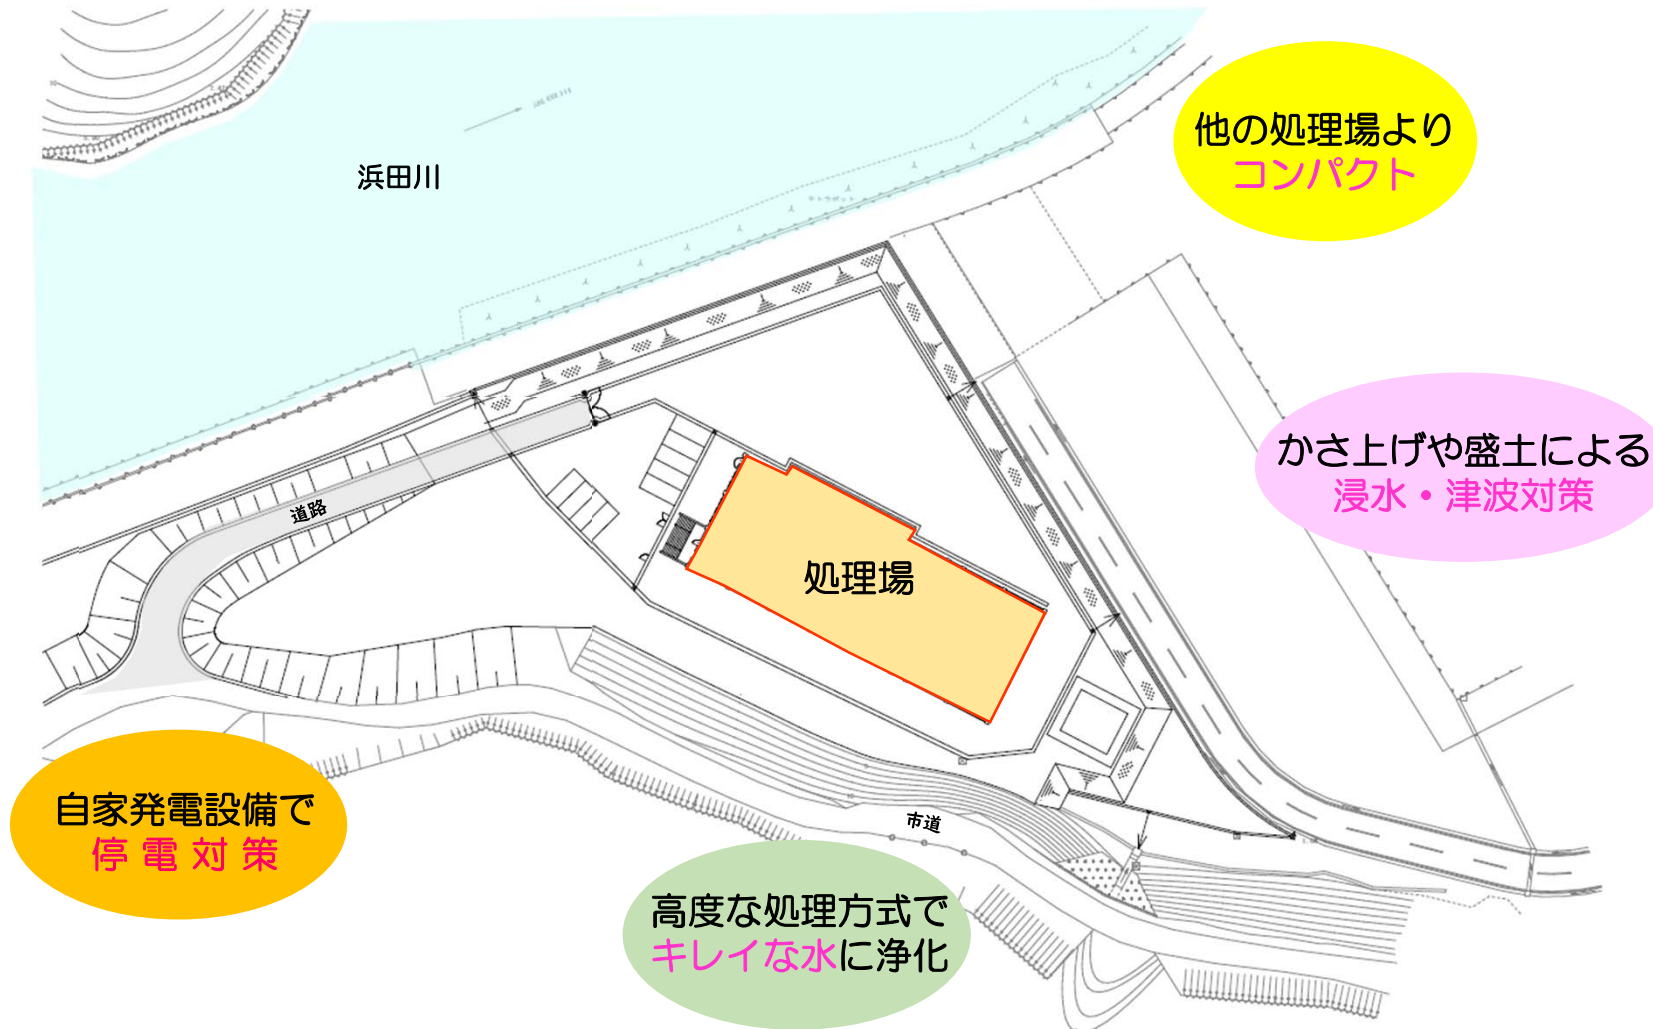 浜田川
他の処理場より
コンパクト
かさ上げや盛土による
浸水・津波対策
道路
処理場
自家発電設備で
停電対策
市道
高度な処理方式で
キレイな水に浄化